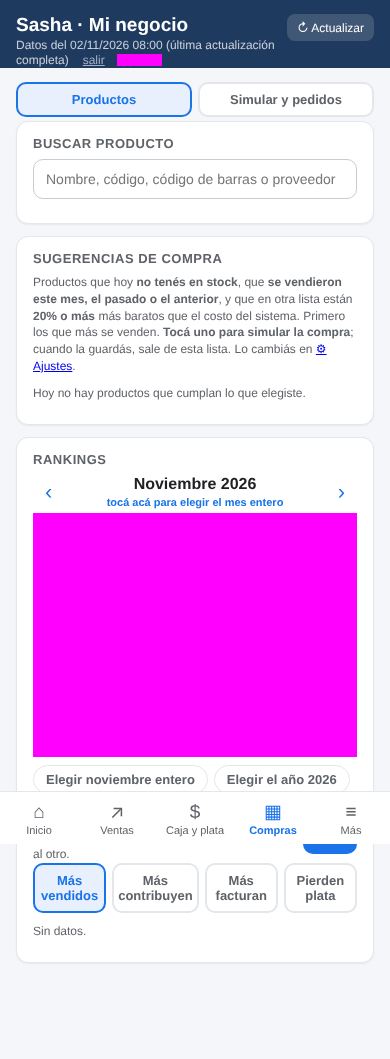 Sasha · Mi negocio
Datos del 02/11/2026 08:00 (última actualización
completa) salir
↻ Actualizar
Productos
Simular y pedidos
BUSCAR PRODUCTO
Nombre, código, código de barras o proveedor
SUGERENCIAS DE COMPRA
Productos que hoy no tenés en stock, que se vendieron
este mes, el pasado o el anterior, y que en otra lista están
20% o más más baratos que el costo del sistema. Primero
los que más se venden. Tocá uno para simular la compra;
cuando la guardás, sale de esta lista. Lo cambiás en ⚙
Ajustes.
Hoy no hay productos que cumplan lo que elegiste.
RANKINGS
‹ Noviembre 2026 ›
tocá acá para elegir el mes entero
Elegir noviembre entero
Elegir el año 2026
Inicio
Ventas
Caja y plata
Compras
Más
al otro.
Más
vendidos
Más
contribuyen
Más
facturan
Pierden
plata
Sin datos.